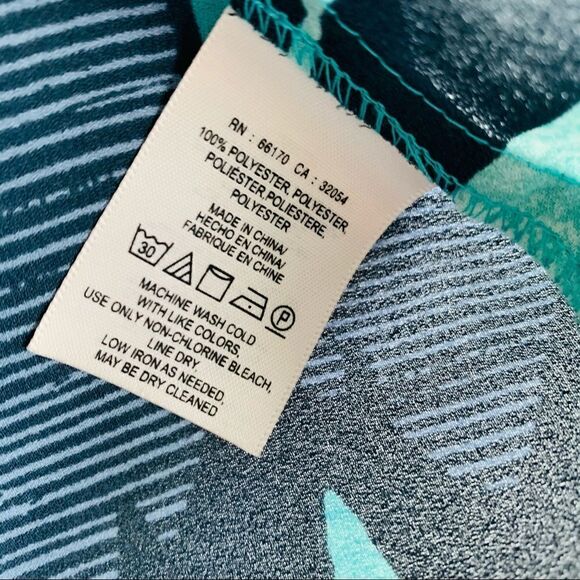 RN : 66170 CA : 32054
100% POLYESTER, POLYESTER,
POLIÉSTER,POLIESTERE,
POLYESTER
MADE IN CHINA/
HECHO EN CHINA/
FABRIQUE EN CHINE
30 P
MACHINE WASH COLD
WITH LIKE COLORS,
USE ONLY NON-CHLORINE BLEACH,
LINE DRY.
LOW IRON AS NEEDED,
MAY BE DRY CLEANED